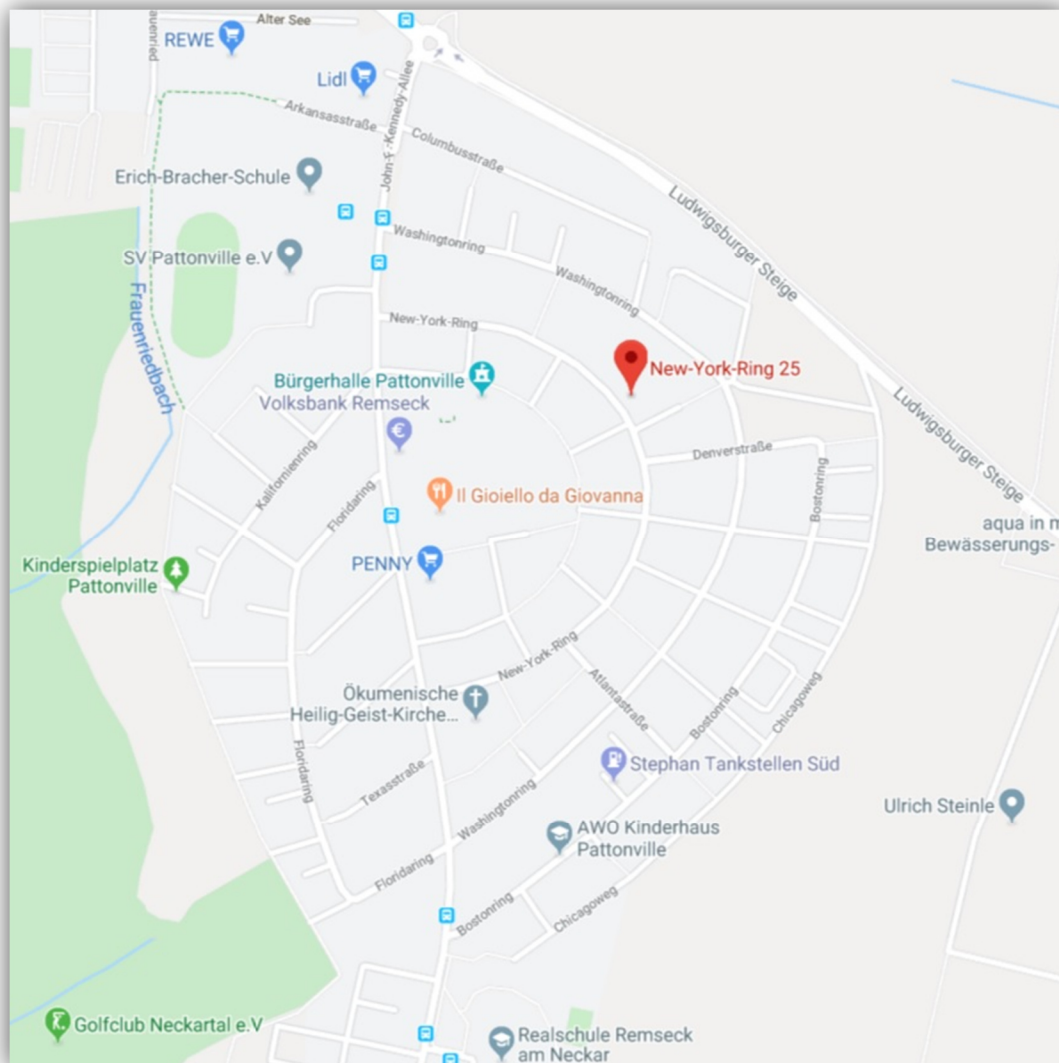 Alter See
auenried
REWE
Lidl
John-F.-Kennedy-Allee
Arkansasstraße
Columbusstraße
Erich-Bracher-Schule
Ludwigsburger Steige
Washingtonring
SV Pattonville e.V
Washingtonring
Frauenriedbach
New-York-Ring
New-York-Ring 25
Bürgerhalle Pattonville
Volksbank Remseck
Ludwigsburger Steige
Denverstraße
Kalifornienring
Floridaring
Bostonring
Il Gioiello da Giovanna
aqua in m
Bewässerungs-
PENNY
Kinderspielplatz
Pattonville
New-York-Ring
Atlantastraße
Ökumenische
Heilig-Geist-Kirche...
Bostonring
Chicagoweg
Floridaring
Stephan Tankstellen Süd
Texasstraße
Washingtonring
Ulrich Steinle
AWO Kinderhaus
Pattonville
Floridaring
Bostonring
Chicagoweg
Golfclub Neckartal e.V
Realschule Remseck
am Neckar